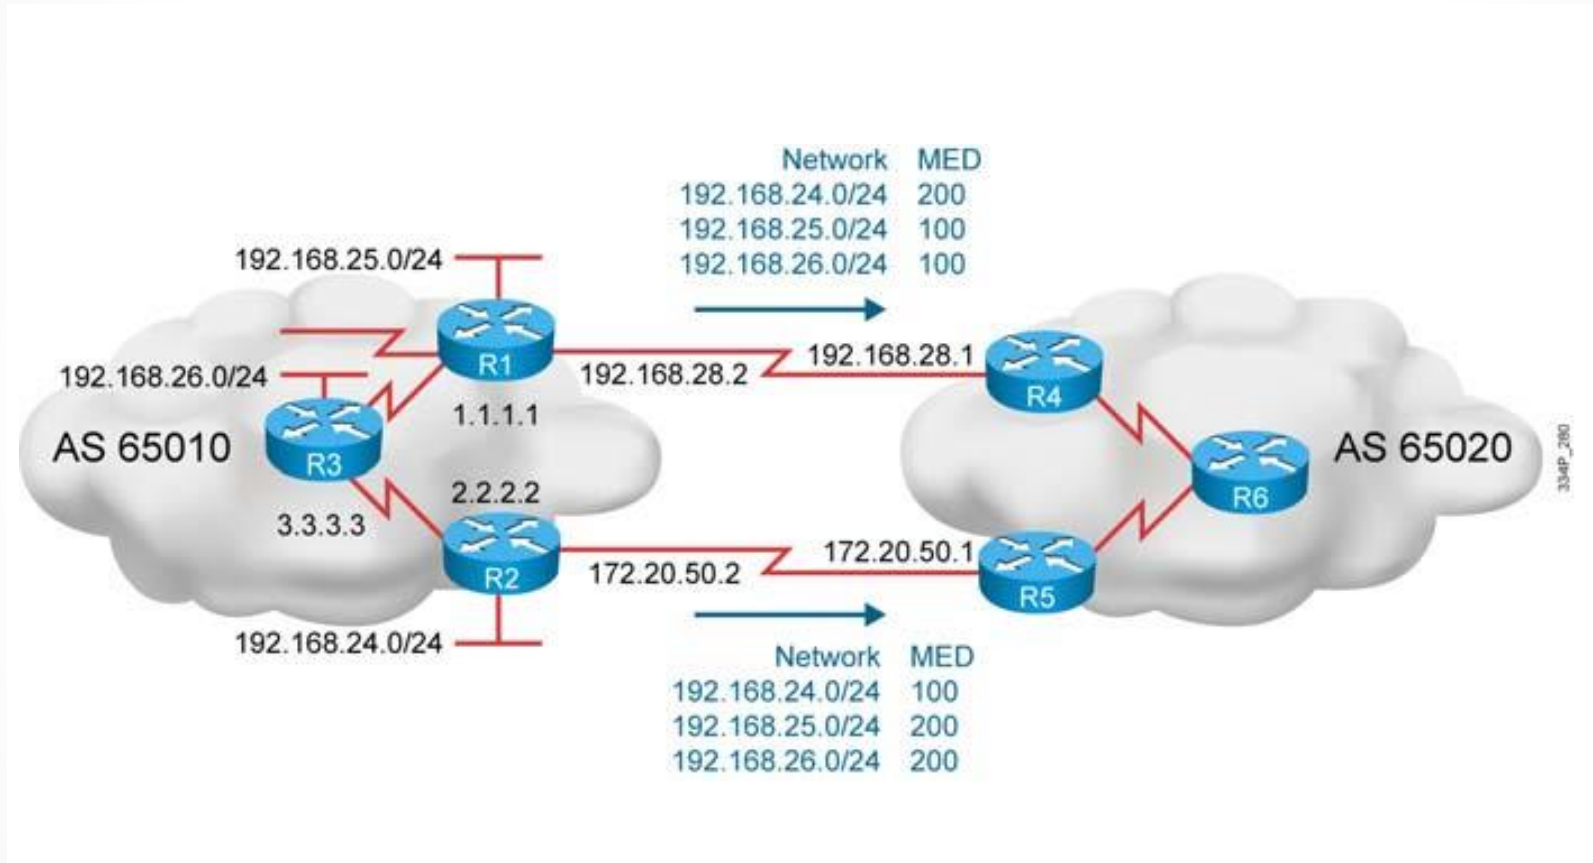 Network MED
192.168.24.0/24 200
192.168.25.0/24 100
192.168.26.0/24 100
192.168.25.0/24
R1
192.168.28.2
192.168.28.1
R4
192.168.26.0/24
1.1.1.1
AS 65010
R3
AS 65020
334P_280
R6
2.2.2.2
3.3.3.3
R2
172.20.50.2
172.20.50.1
R5
192.168.24.0/24
Network MED
192.168.24.0/24 100
192.168.25.0/24 200
192.168.26.0/24 200